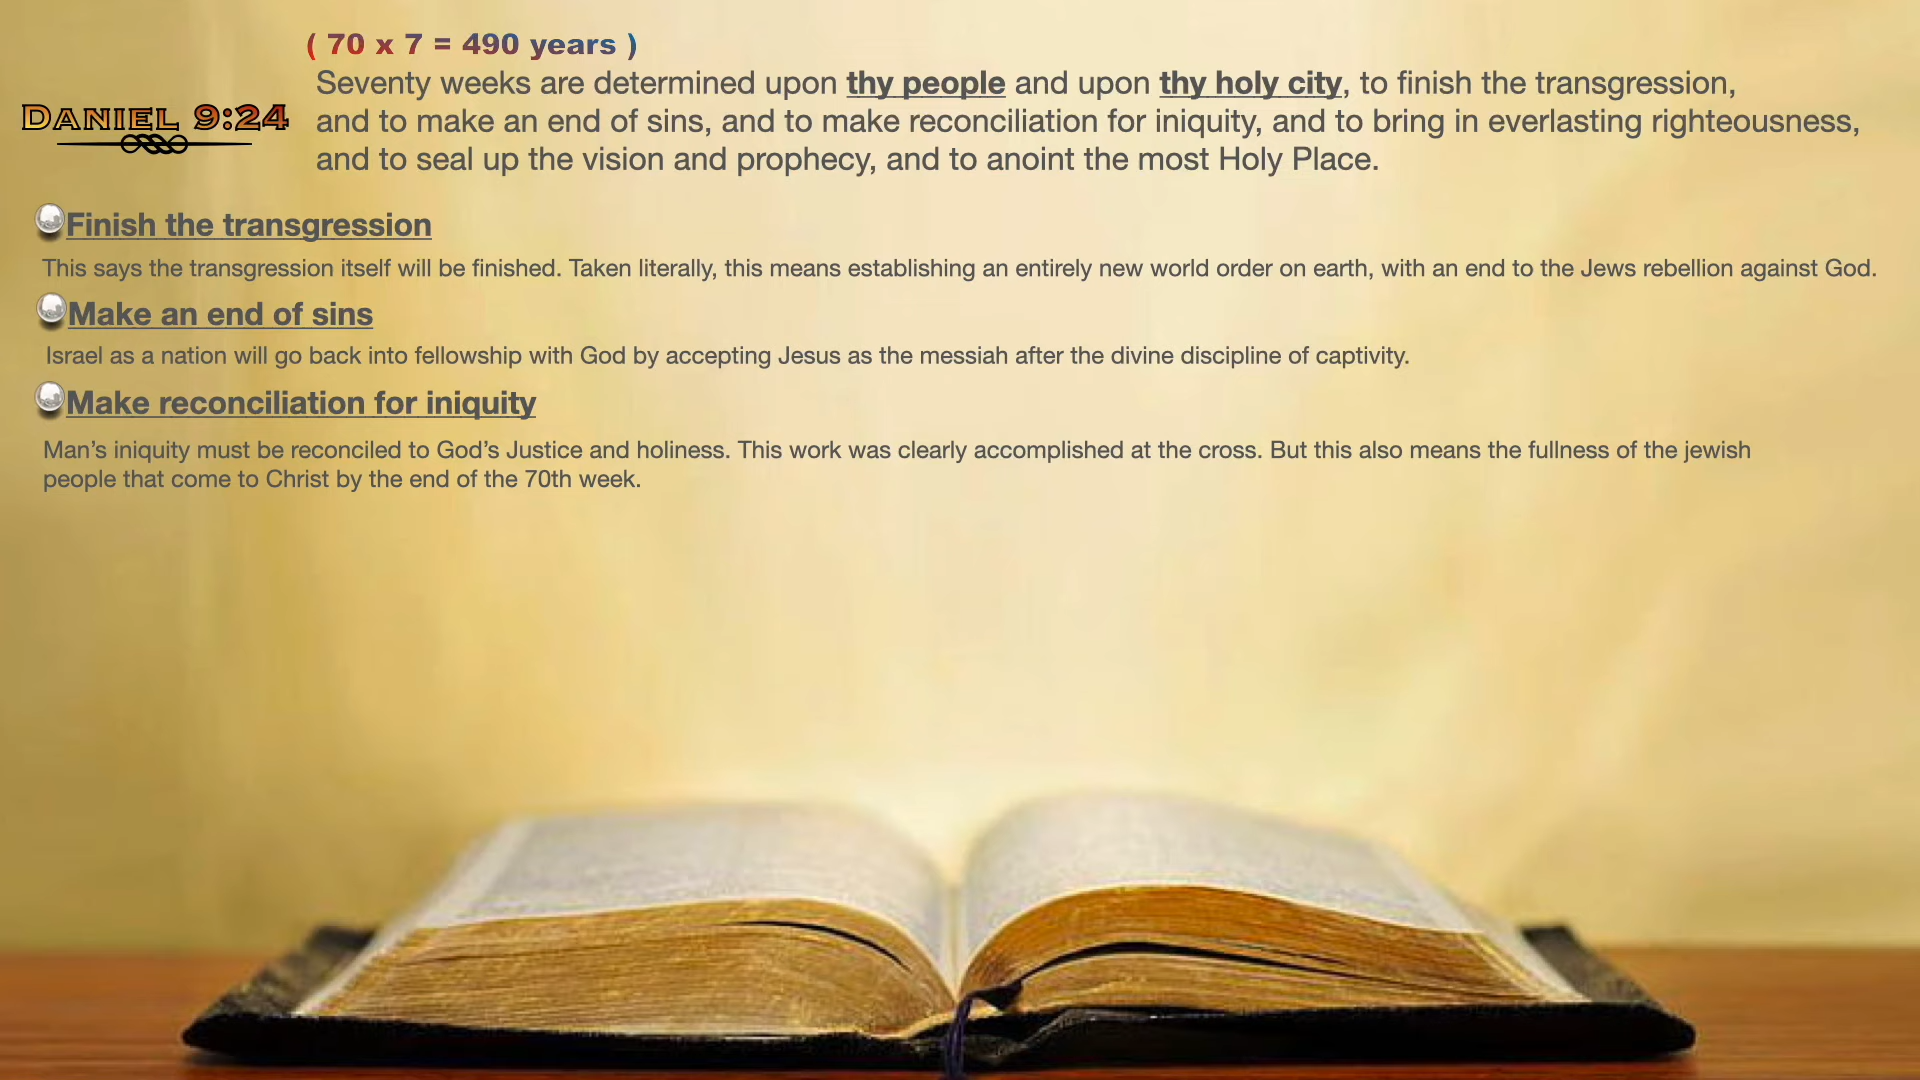 ( 70 x 7 = 490 years )
Daniel 9:24
Seventy weeks are determined upon thy people and upon thy holy city, to finish the transgression,
and to make an end of sins, and to make reconciliation for iniquity, and to bring in everlasting righteousness,
and to seal up the vision and prophecy, and to anoint the most Holy Place.
Finish the transgression
This says the transgression itself will be finished. Taken literally, this means establishing an entirely new world order on earth, with an end to the Jews rebellion against God.
Make an end of sins
Israel as a nation will go back into fellowship with God by accepting Jesus as the messiah after the divine discipline of captivity.
Make reconciliation for iniquity
Man’s iniquity must be reconciled to God’s Justice and holiness. This work was clearly accomplished at the cross. But this also means the fullness of the jewish
people that come to Christ by the end of the 70th week.